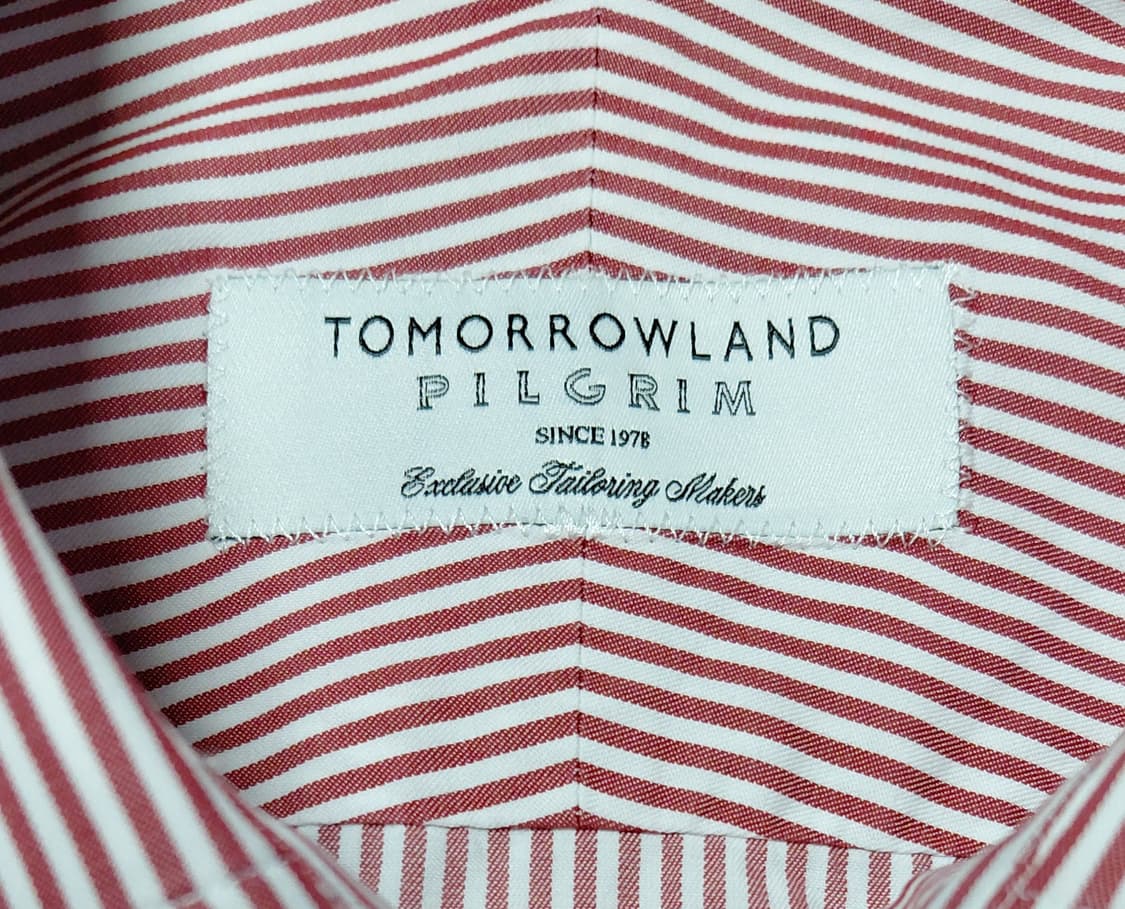 TOMORROWLAND
PILGRIM
SINCE 1978
Exclusive Tailoring Makers